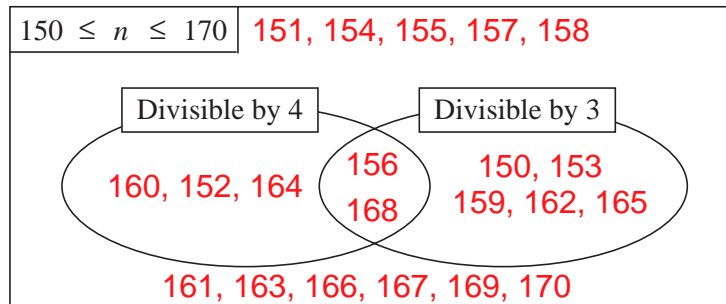 150 ≤ n ≤ 170
151, 154, 155, 157, 158
Divisible by 4
Divisible by 3
160, 152, 164
156
168
150, 153
159, 162, 165
161, 163, 166, 167, 169, 170